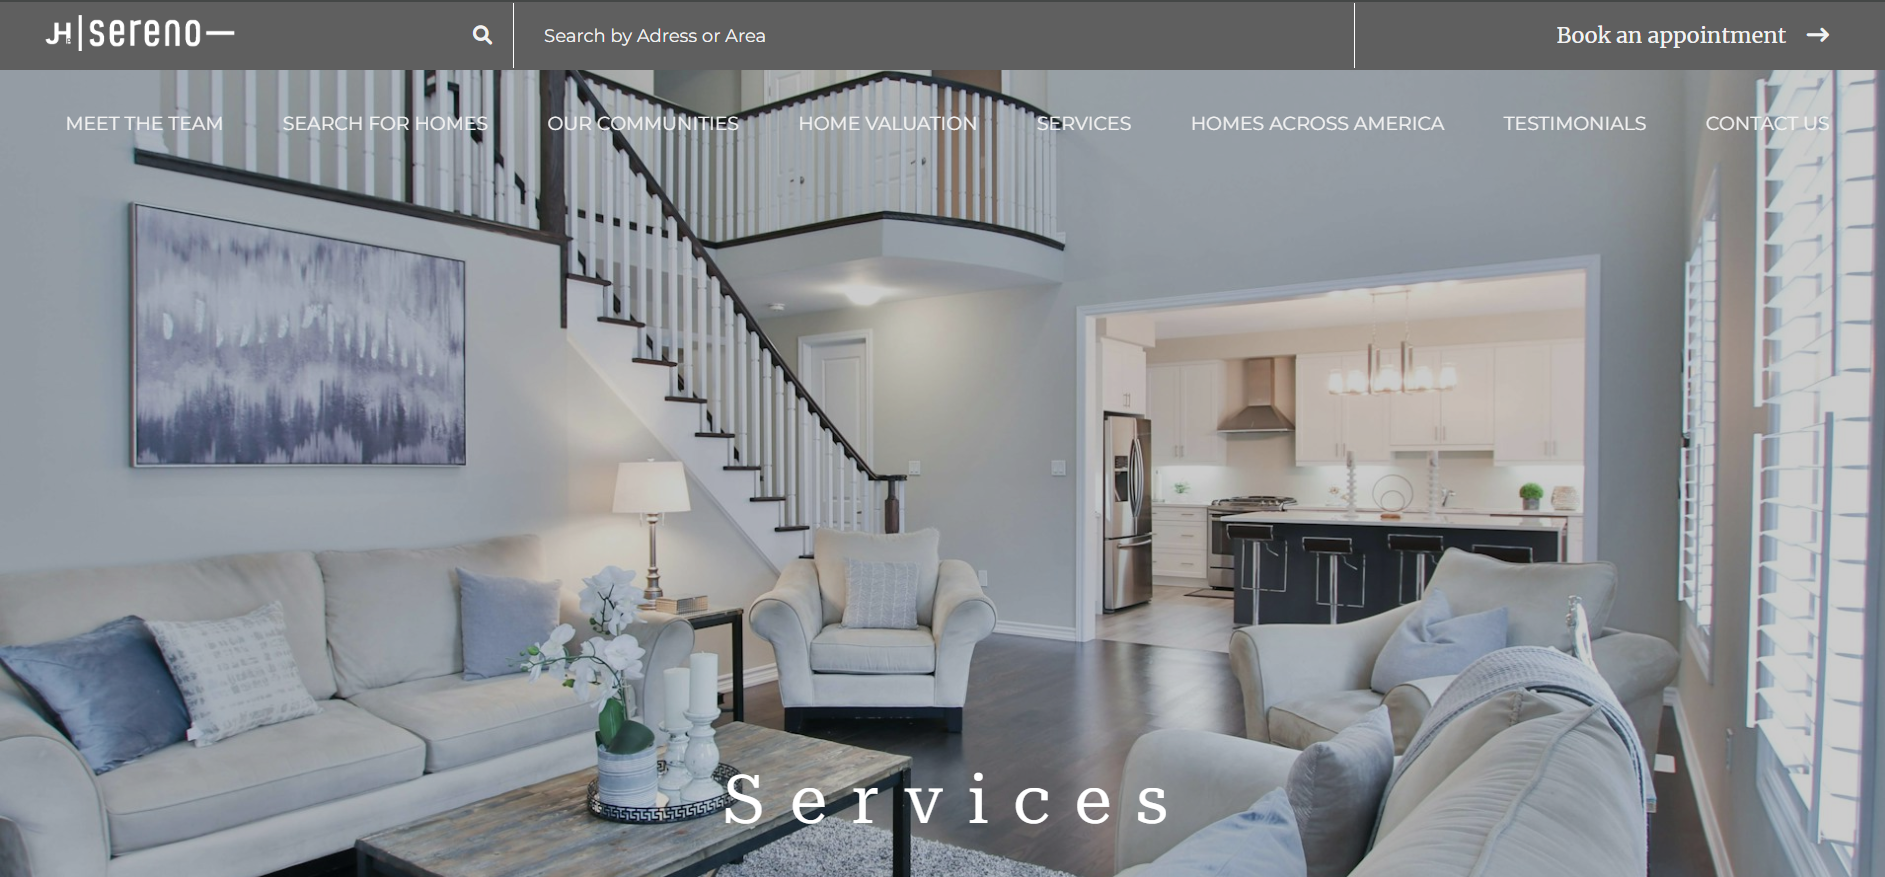 JH sereno
Search by Adress or Area
Book an appointment
MEET THE TEAM
SEARCH FOR HOMES
OUR COMMUNITIES
HOME VALUATION
SERVICES
HOMES ACROSS AMERICA
TESTIMONIALS
CONTACT US
Services